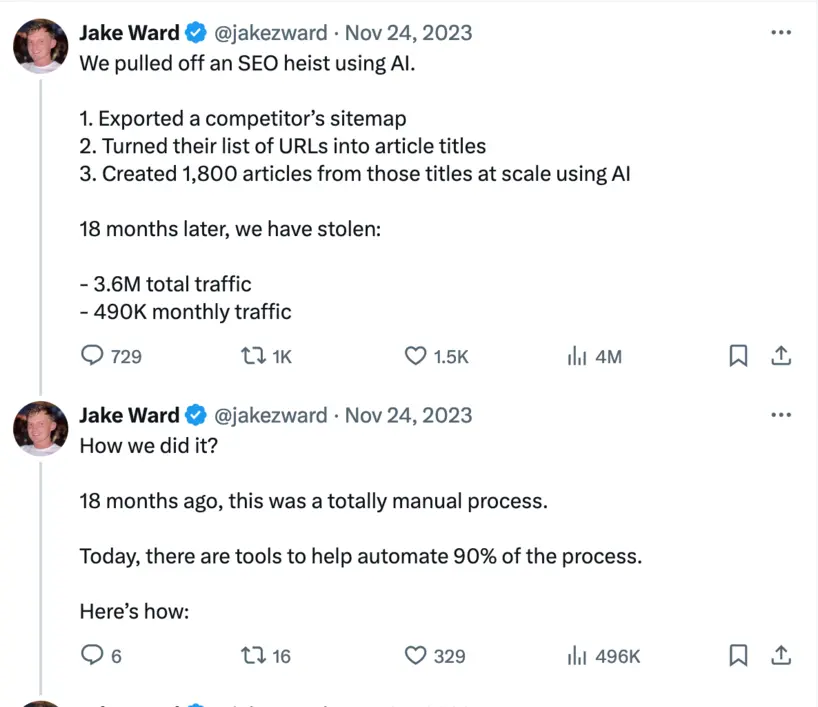 Jake Ward @jakezward · Nov 24, 2023
We pulled off an SEO heist using AI.
1. Exported a competitor’s sitemap
2. Turned their list of URLs into article titles
3. Created 1,800 articles from those titles at scale using AI
18 months later, we have stolen:
- 3.6M total traffic
- 490K monthly traffic
729 1K 1.5K 4M
Jake Ward @jakezward · Nov 24, 2023
How we did it?
18 months ago, this was a totally manual process.
Today, there are tools to help automate 90% of the process.
Here’s how:
6 16 329 496K